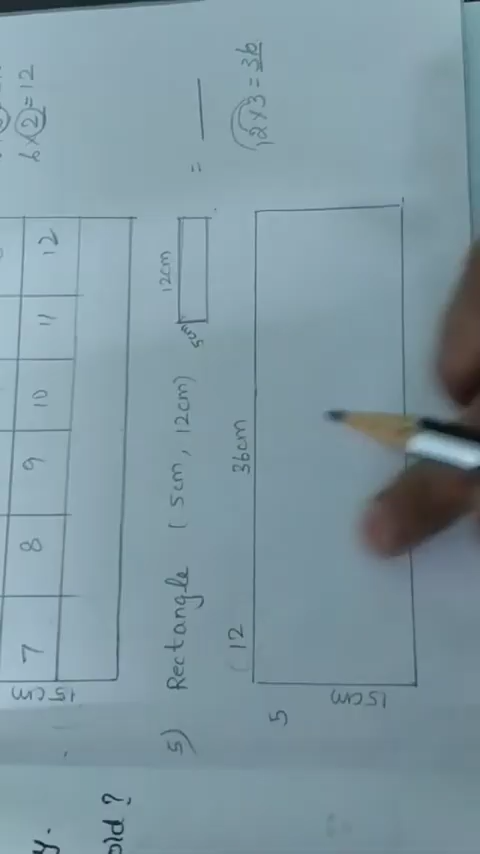 6 x 2 = 12
7 8 9 10 11 12
15cm
5) Rectangle ( 5cm, 12cm)
12cm
5cm
= __
12 x 3 = 36
( 12
36cm
5
15cm
y.
old ?